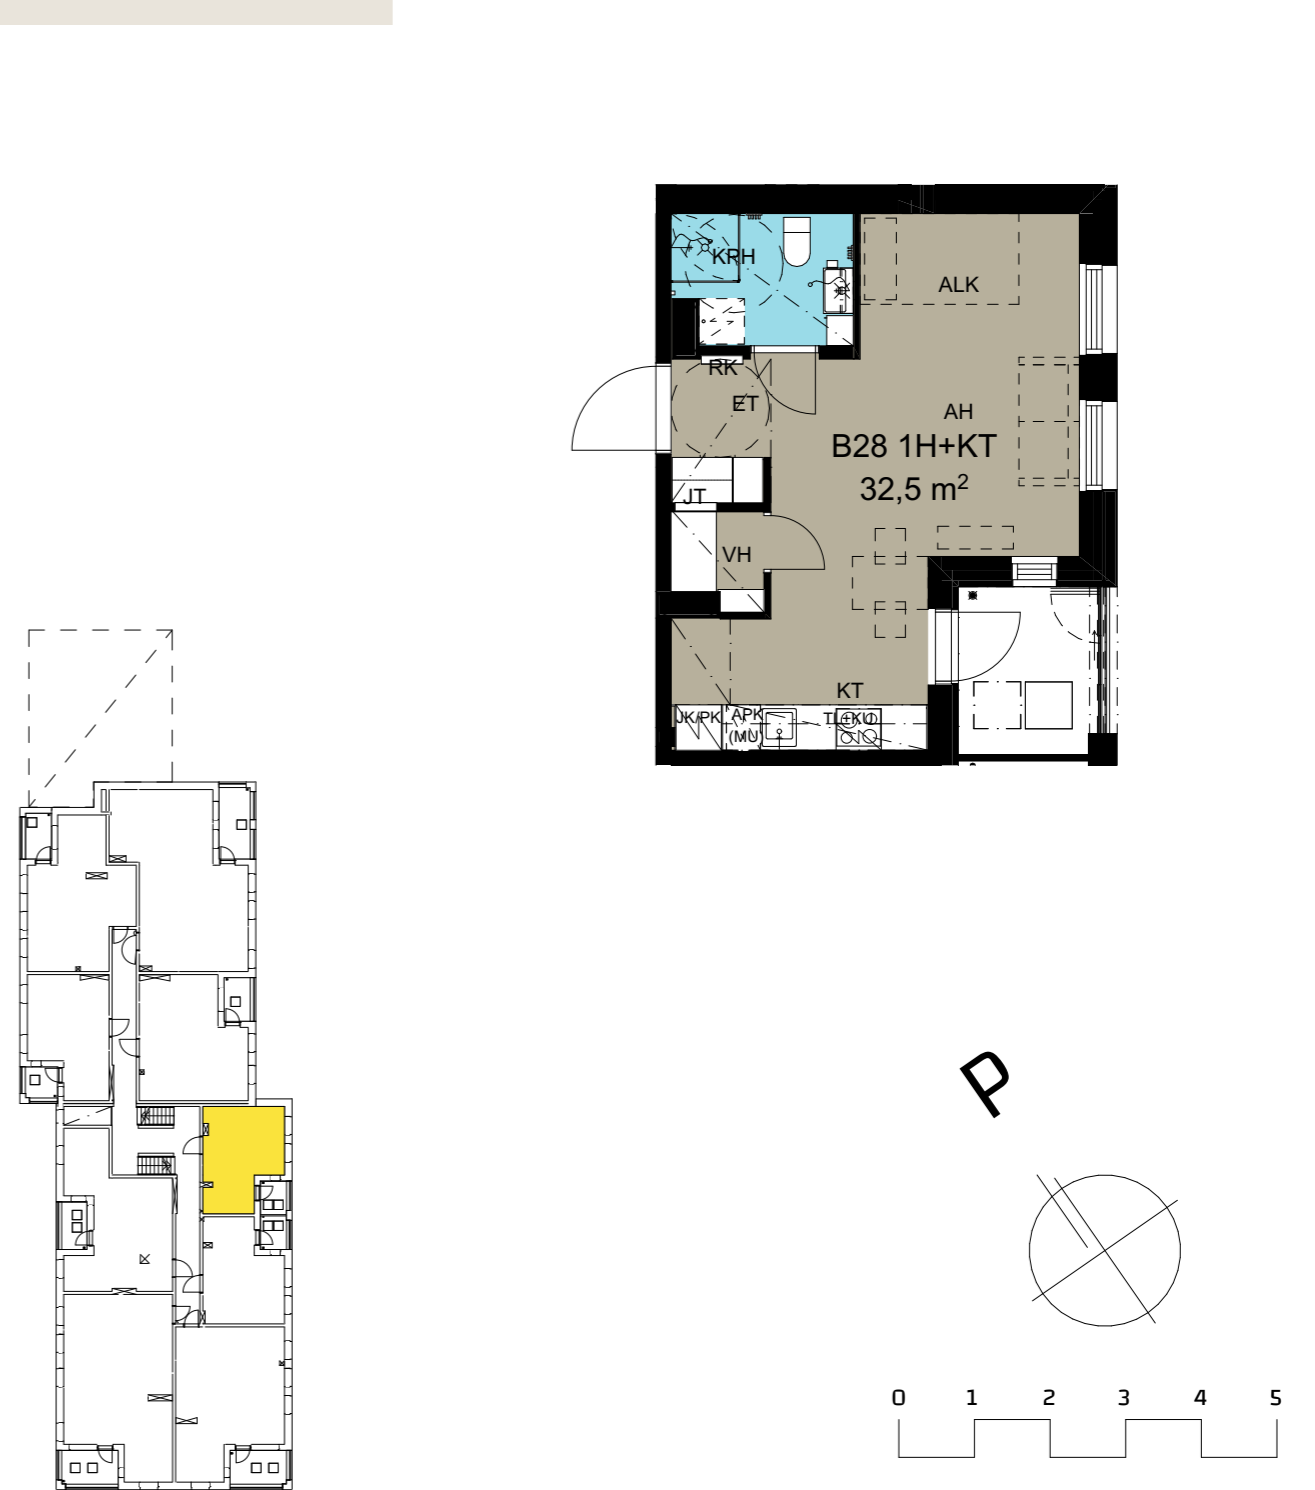 KRH
ALK
RK
ET
AH
B28 1H+KT
32,5 m²
JT
VH
KT
JK/PK
APK
(MU)
TL+KU
P
0 1 2 3 4 5